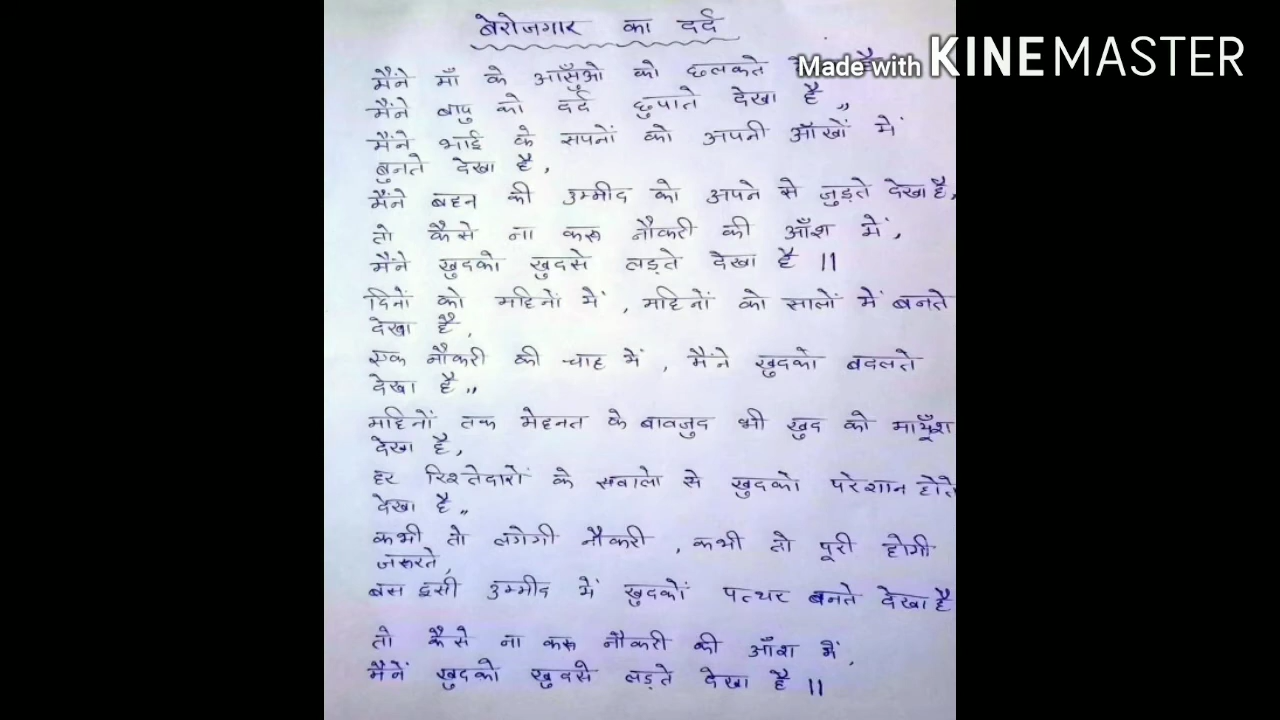 बेरोजगार का दर्द
मैंने माँ के आँसुओ को छलकते
Made with KINEMASTER
मैंने बापु को दर्द छुपाते देखा है,,
मैंने भाई के सपनों को अपनी आँखों में
बुनते देखा है,
मैंने बहन की उम्मीद को अपने से जुड़ते देखा है,
तो कैसे ना करू नौकरी की आँश में,
मैंने खुदको खुदसे लड़ते देखा है ॥
दिनों को महिनों में, महिनों को सालों में बनते
देखा है,
एक नौकरी की चाह में, मैंने खुदको बदलते
देखा है,,
महिनों तक मेहनत के बावजुद भी खुद को मायूँश
देखा है,
हर रिश्तेदारों के सवालो से खुदको परेशान होते
देखा है,,
कभी तो लगेगी नौकरी, कभी तो पूरी होगी
जरूरते,
बस इसी उम्मीद में खुदकों पत्थर बनते देखा है
तो कैसे ना करू नौकरी की आँश में,
मैंनें खुदको खुदसे लड़ते देखा है ॥